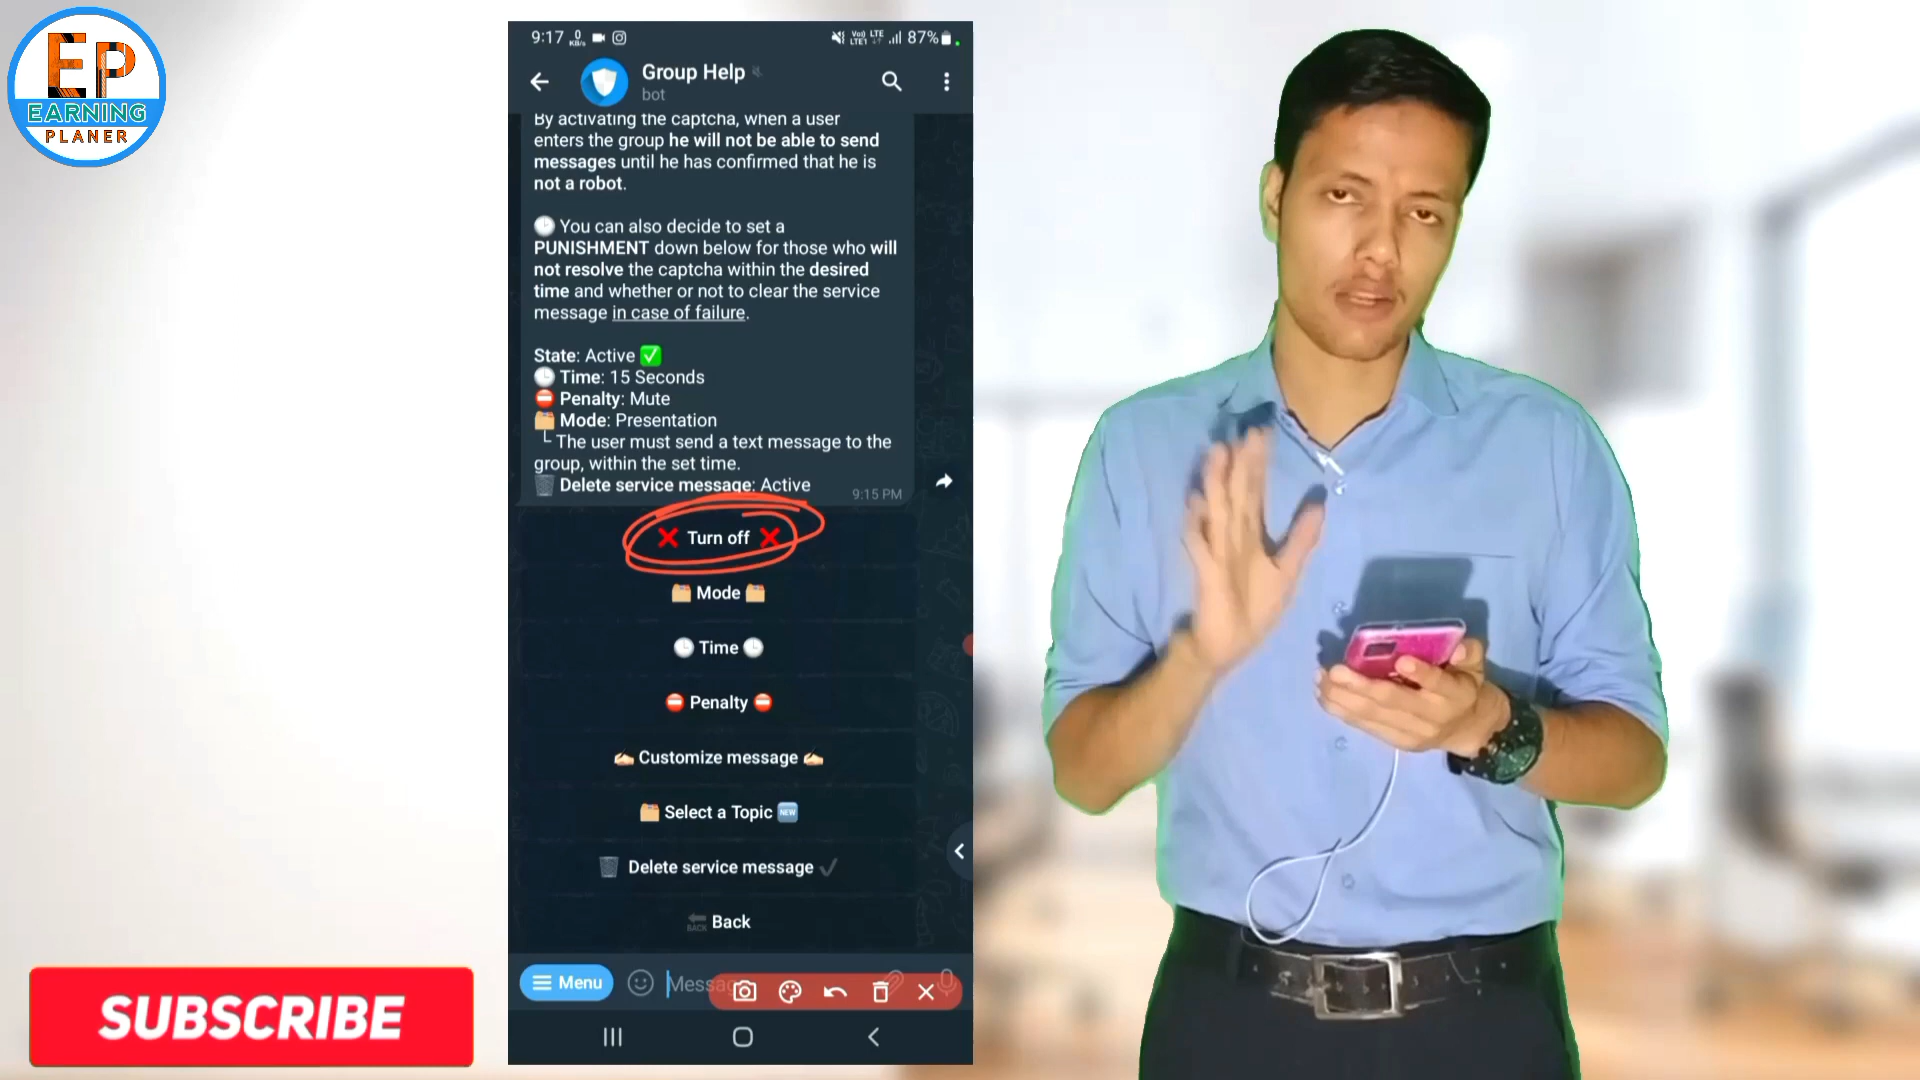 EP
EARNING
PLANER
9:17 0 KB/s Vo) LTE LTE1 87%
Group Help
bot
By activating the captcha, when a user
enters the group he will not be able to send
messages until he has confirmed that he is
not a robot.
You can also decide to set a
PUNISHMENT down below for those who will
not resolve the captcha within the desired
time and whether or not to clear the service
message in case of failure.
State: Active ✅
🕒 Time: 15 Seconds
⛔ Penalty: Mute
🗂 Mode: Presentation
└ The user must send a text message to the
group, within the set time.
🗑 Delete service message: Active
9:15 PM
❌ Turn off ❌
🗂 Mode 🗂
🕒 Time 🕒
⛔ Penalty ⛔
✍🏻 Customize message ✍🏻
🗂 Select a Topic 🆕
🗑 Delete service message ✔
🔙 Back
Menu
SUBSCRIBE